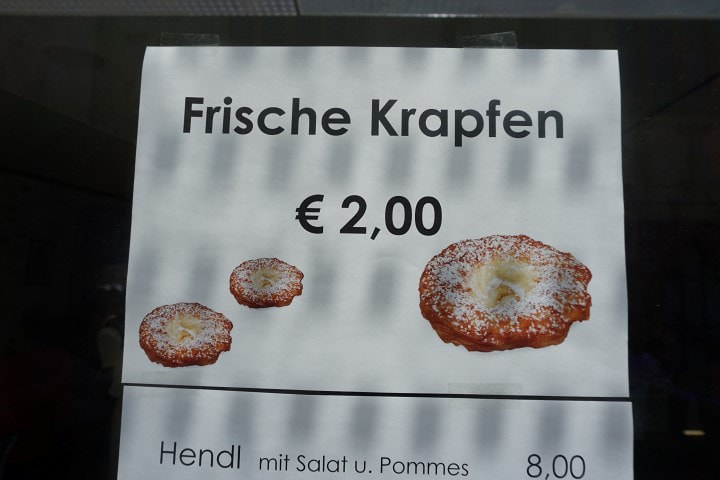 Frische Krapfen
€ 2,00
Hendl mit Salat u. Pommes 8,00